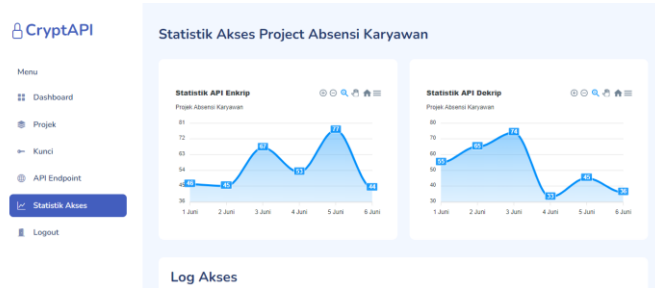 CryptAPI
Menu
Dashboard
Projek
Kunci
API Endpoint
Statistik Akses
Logout
Statistik Akses Project Absensi Karyawan
Statistik API Enkrip
Projek Absensi Karyawan
81
72
63
54
45
36
46
45
67
53
77
44
1 Juni 2 Juni 3 Juni 4 Juni 5 Juni 6 Juni
Statistik API Dekrip
Projek Absensi Karyawan
80
70
60
50
40
30
55
65
74
33
45
36
1 Juni 2 Juni 3 Juni 4 Juni 5 Juni 6 Juni
Log Akses